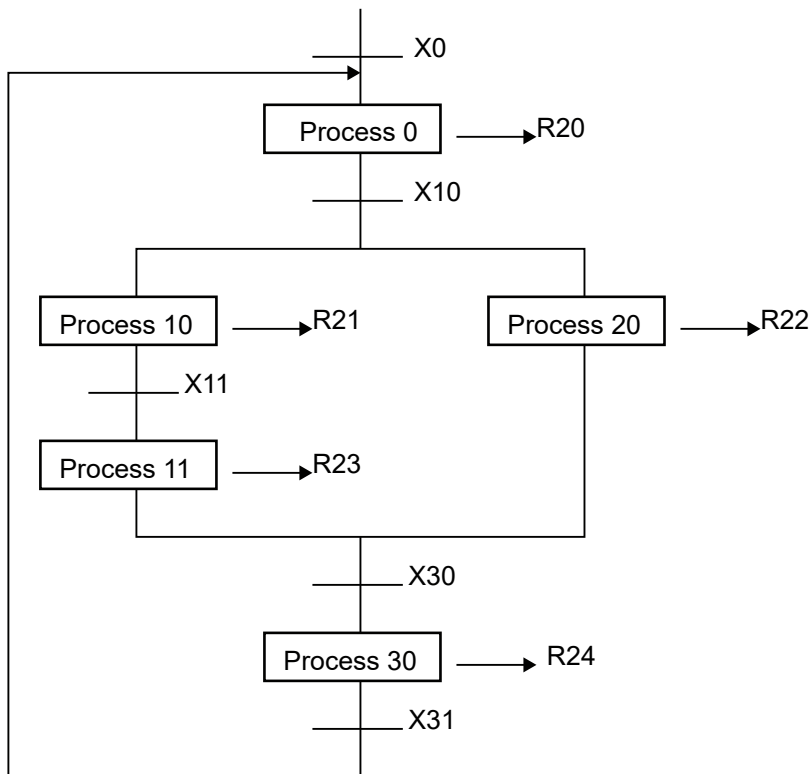 X0
Process 0
R20
X10
Process 10
R21
Process 20
R22
X11
Process 11
R23
X30
Process 30
R24
X31